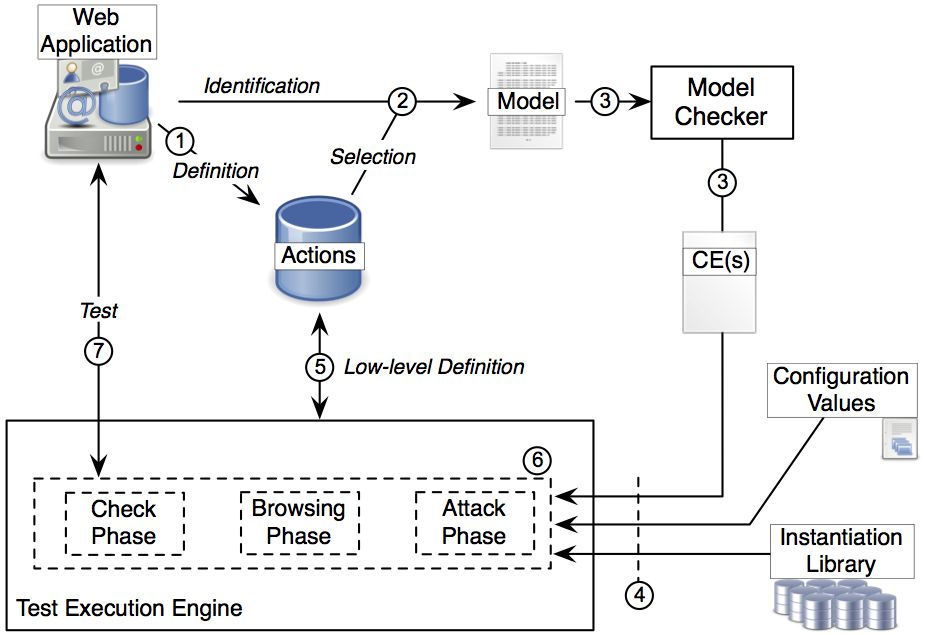 Web
Application
Identification
2
Model
3
Model
Checker
1
Definition
Selection
3
Actions
CE(s)
Test
7
5
Low-level Definition
Configuration
Values
6
Check
Phase
Browsing
Phase
Attack
Phase
Instantiation
Library
4
Test Execution Engine